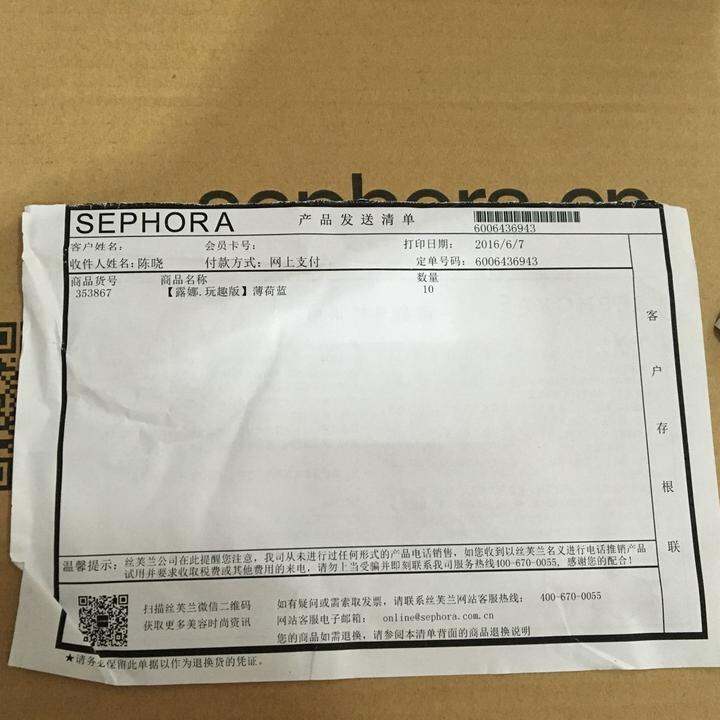 sephora.cn
SEPHORA 产品发送清单 6006436943
客户姓名: 会员卡号: 打印日期: 2016/6/7
收件人姓名:陈晓 付款方式:网上支付 定单号码: 6006436943
商品货号 商品名称 数量
353867 【露娜.玩趣版】薄荷蓝 10
客户存根联
温馨提示:丝芙兰公司在此提醒您注意,我司从未进行过任何形式的产品电话销售,如您收到以丝芙兰名义进行电话推销产品
试用并要求收取税费或其他费用的来电,请勿上当受骗并即刻联系我司服务热线400-670-0055,感谢您的配合!
扫描丝芙兰微信二维码 如有疑问或需索取发票,请联系丝芙兰网站客服热线: 400-670-0055
获取更多美容时尚资讯 网站客服电子邮箱: online@sephora.com.cn
您的商品如需退换,请参阅本清单背面的商品退换说明
★请务必保留此单据以作为退换货的凭证。